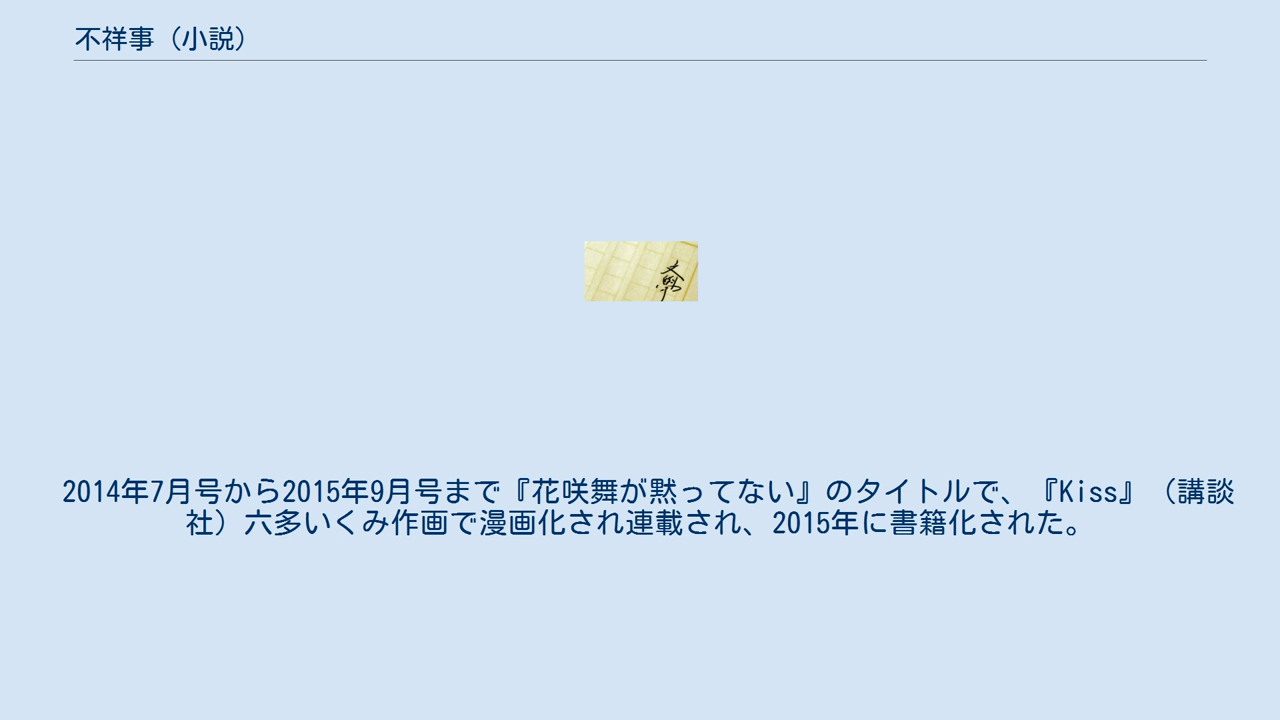 不祥事（小説）
2014年7月号から2015年9月号まで『花咲舞が黙ってない』のタイトルで、『Kiss』（講談
社）六多いくみ作画で漫画化され連載され、2015年に書籍化された。